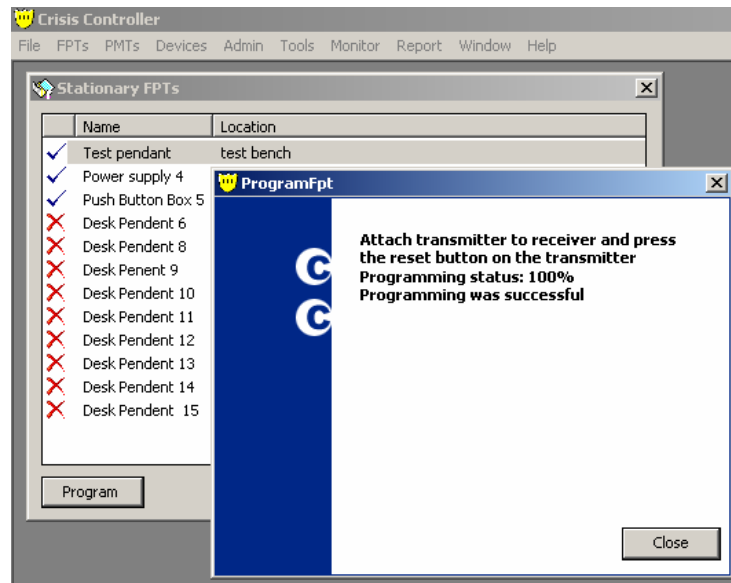 Crisis Controller
File FPTs PMTs Devices Admin Tools Monitor Report Window Help
Stationary FPTs
Name Location
Test pendant test bench
Power supply 4
Push Button Box 5
Desk Pendent 6
Desk Pendent 8
Desk Penent 9
Desk Pendent 10
Desk Pendent 11
Desk Pendent 12
Desk Pendent 13
Desk Pendent 14
Desk Pendent 15
Program
ProgramFpt
C
C
Attach transmitter to receiver and press
the reset button on the transmitter
Programming status: 100%
Programming was successful
Close